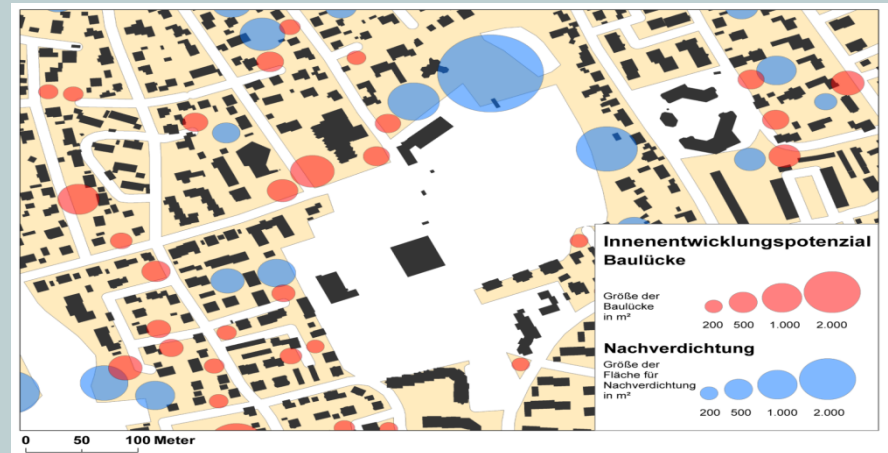 Innenentwicklungspotenzial
Baulücke
Größe der
Baulücke
in m²
200 500 1.000 2.000
Nachverdichtung
Größe der
Fläche für
Nachverdichtung
in m²
200 500 1.000 2.000
0 50 100 Meter